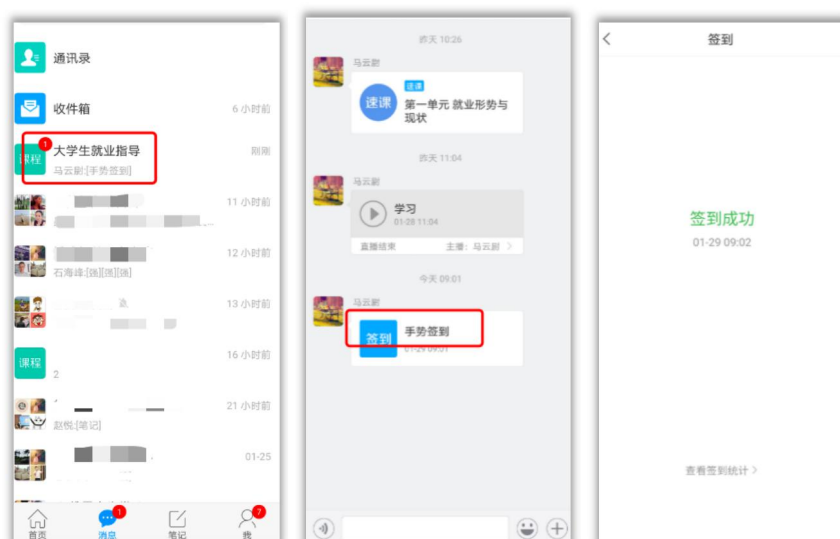 通讯录
收件箱
6 小时前
1
课程
大学生就业指导
刚刚
马云尉:[手势签到]
11 小时前
12 小时前
石海峰:[强][强][强]
13 小时前
课程
16 小时前
2
21 小时前
赵悦:[笔记]
01-25
1
7
首页
消息
笔记
我
昨天 10:26
马云尉
速课
速课
第一单元 就业形势与
现状
昨天 11:04
马云尉
学习
01-28 11:04
直播结束
主播：马云尉
今天 09:01
马云尉
签到
手势签到
01-29 09:01
签到
签到成功
01-29 09:02
查看签到统计